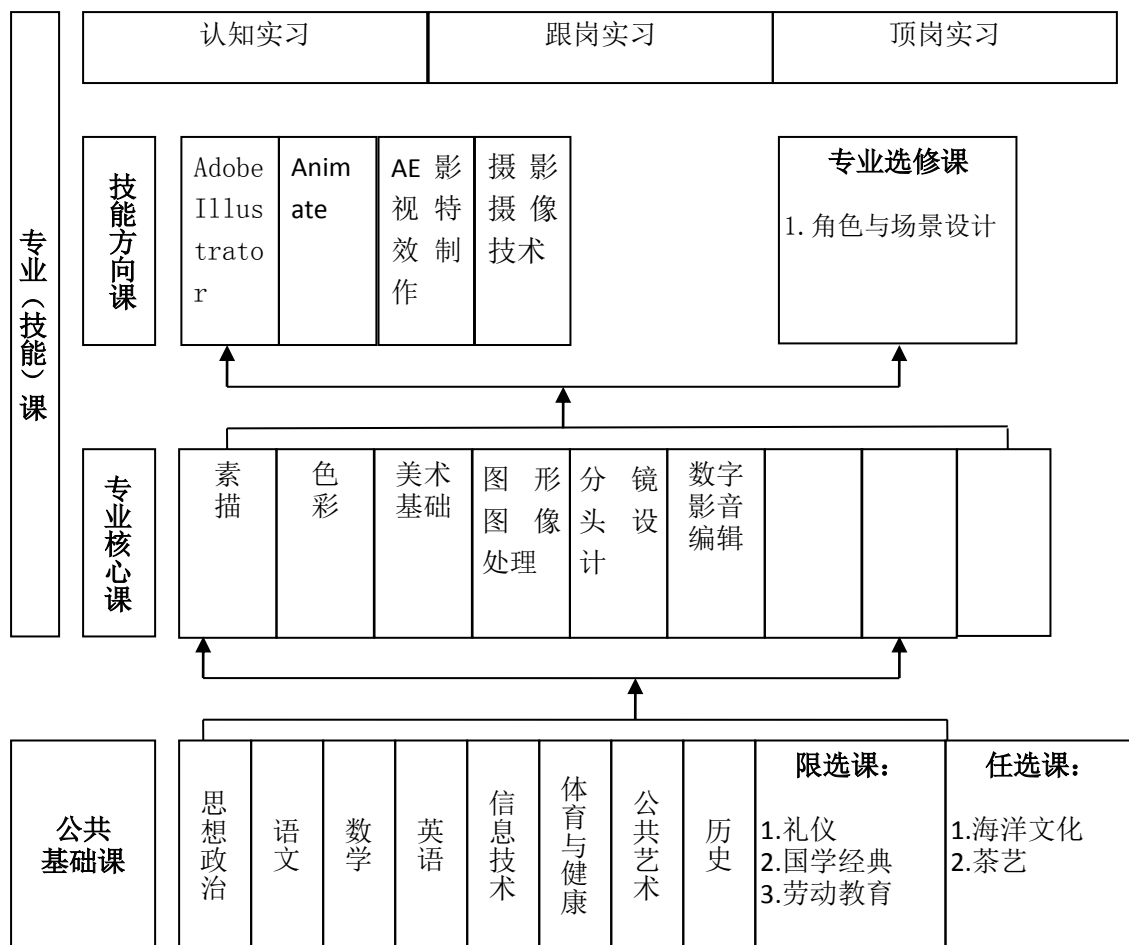 认知实习
跟岗实习
顶岗实习
专业（技能）课
技能方向课
Adobe
Illus
trato
r
Anim
ate
AE 影
视 特
效 制
作
摄 影
摄 像
技术
专业选修课
1.角色与场景设计
专业核心课
素
描
色
彩
美术
基础
图 形
图 像
处理
分 镜
头 设
计
数字
影音
编辑
公共
基础课
思想政治
语文
数学
英语
信息技术
体育与健康
公共艺术
历史
限选课：
1.礼仪
2.国学经典
3.劳动教育
任选课：
1.海洋文化
2.茶艺